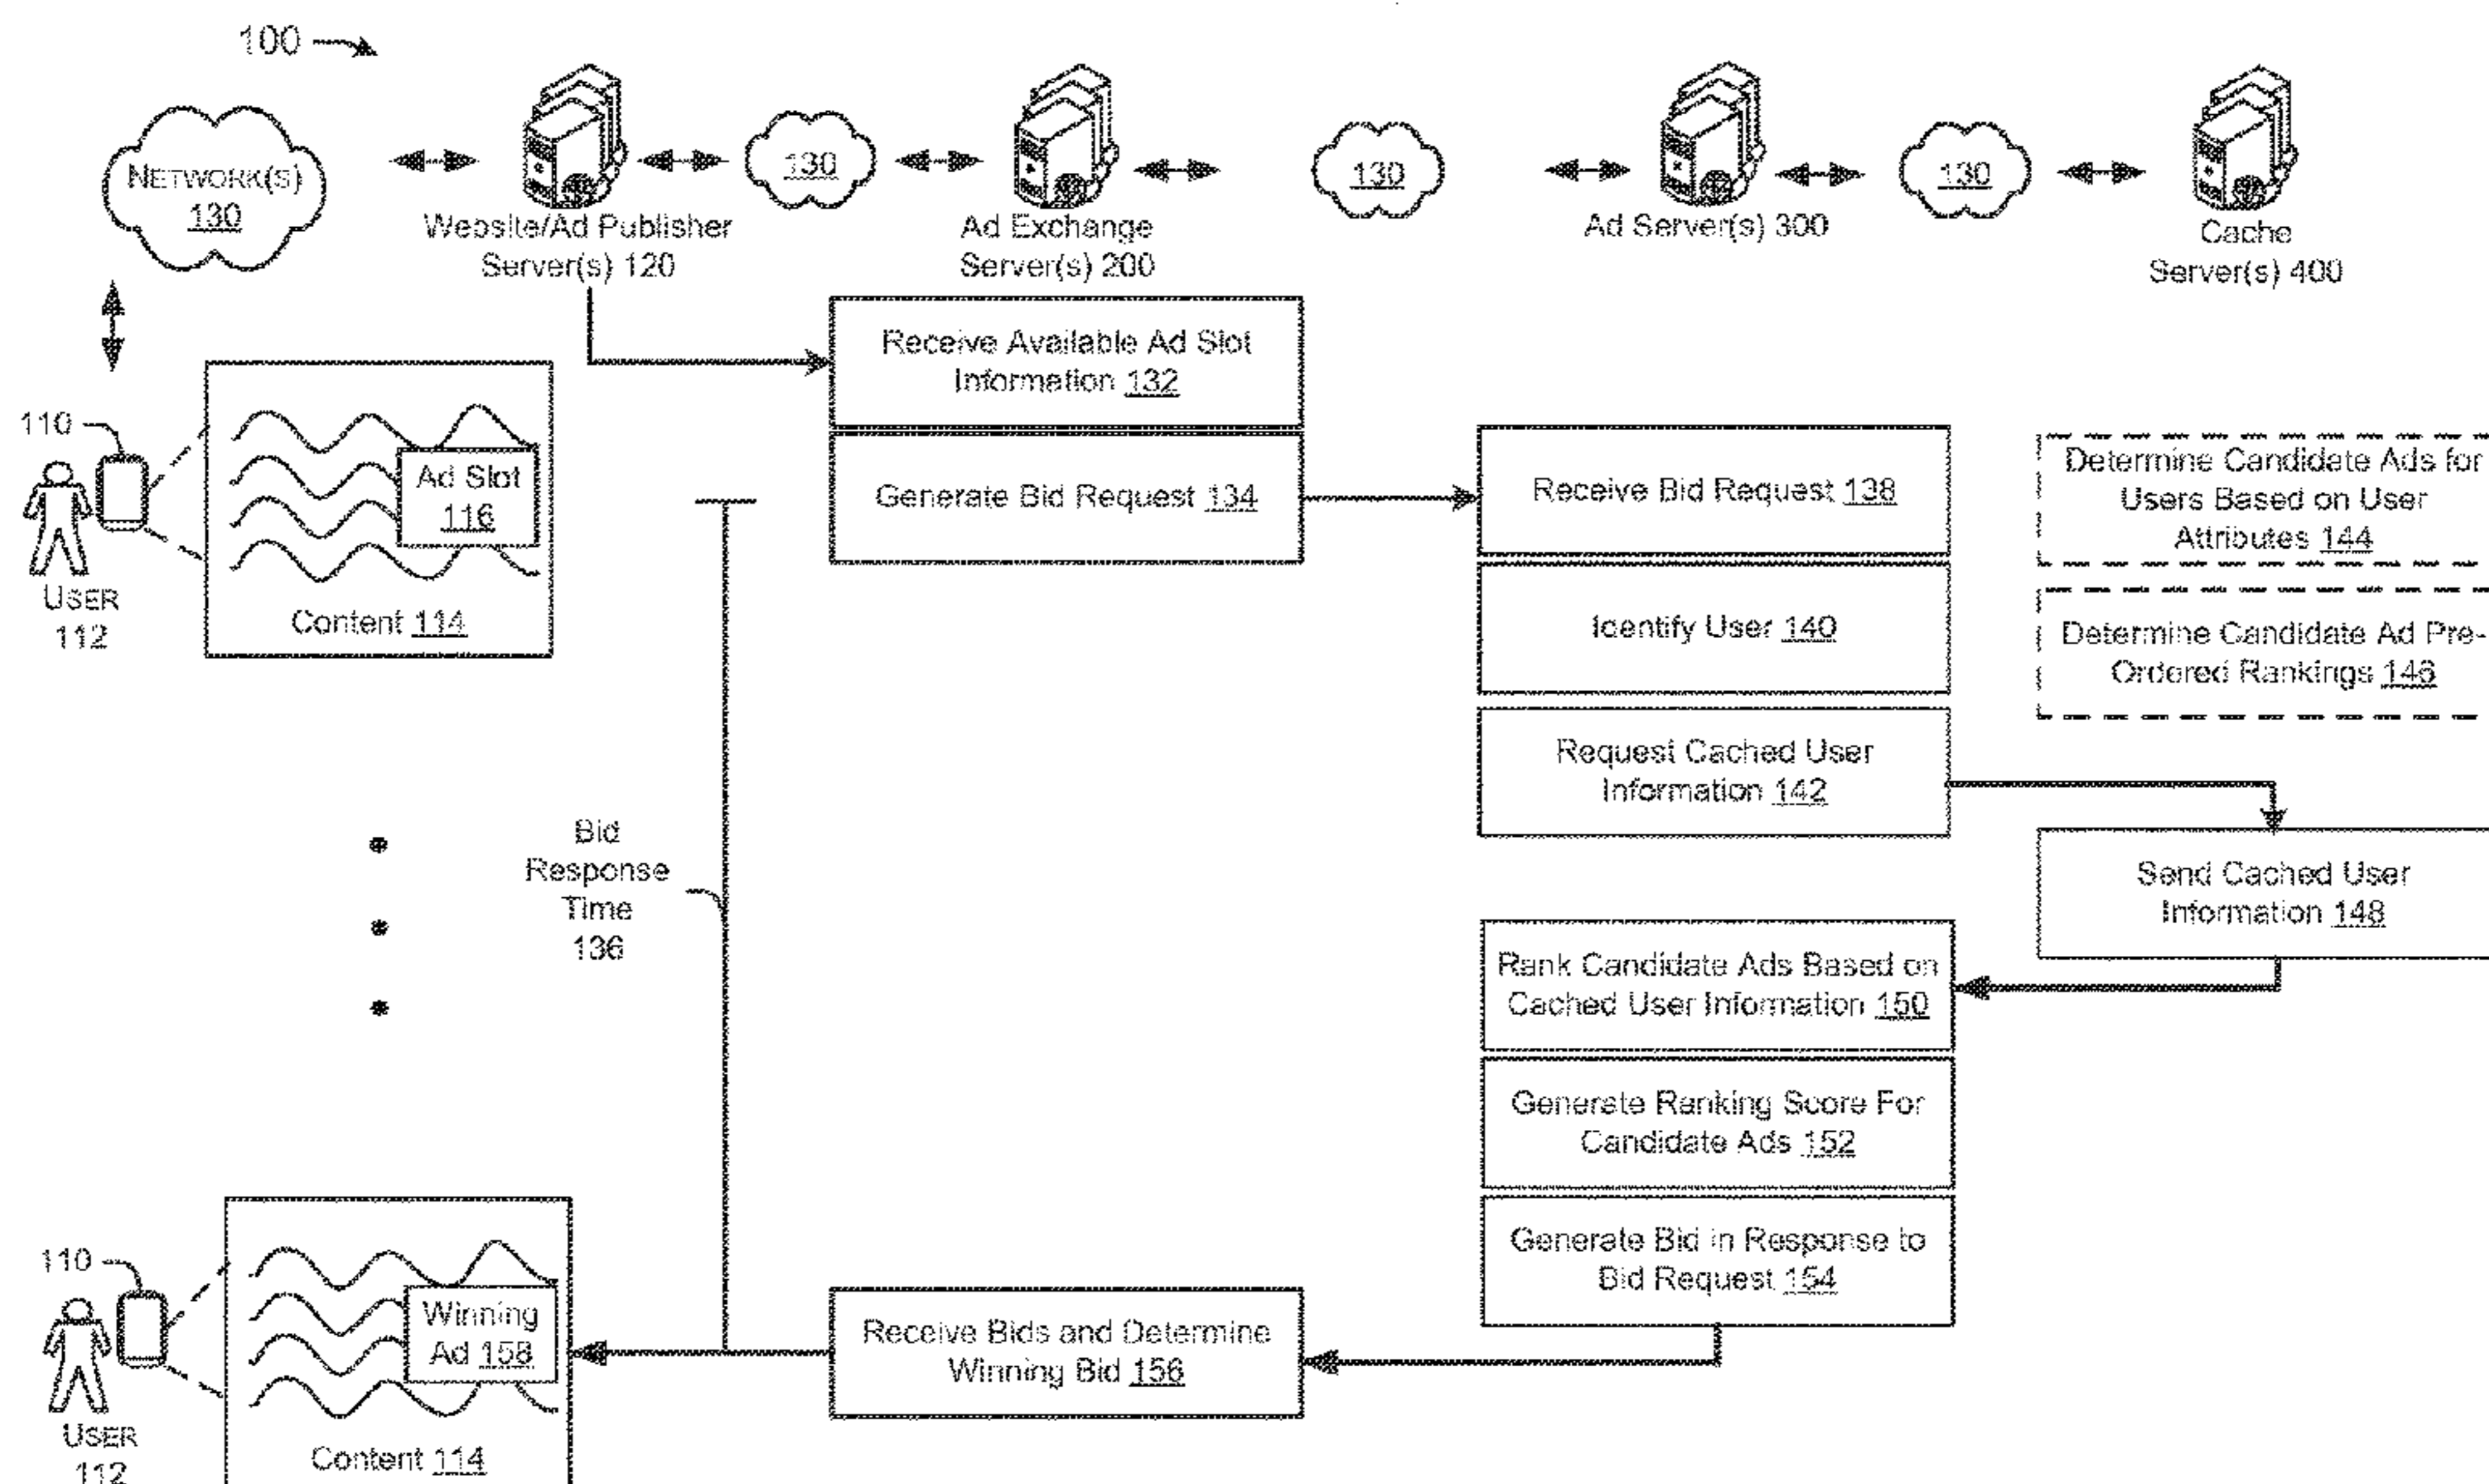 100
NETWORK(S)
130
130
130
130
Website/Ad Publisher
Server(s) 120
Ad Exchange
Server(s) 200
Ad Server(s) 300
Cache
Server(s) 400
Receive Available Ad Slot
Information 132
Generate Bid Request 134
110
USER
112
Ad Slot
116
Content 114
Receive Bid Request 138
Identify User 140
Request Cached User
Information 142
Determine Candidate Ads for
Users Based on User
Attributes 144
Determine Candidate Ad Pre-
Ordered Rankings 146
Bid
Response
Time
136
Send Cached User
Information 148
Rank Candidate Ads Based on
Cached User Information 150
Generate Ranking Score For
Candidate Ads 152
Generate Bid in Response to
Bid Request 154
Receive Bids and Determine
Winning Bid 156
110
USER
112
Winning
Ad 158
Content 114